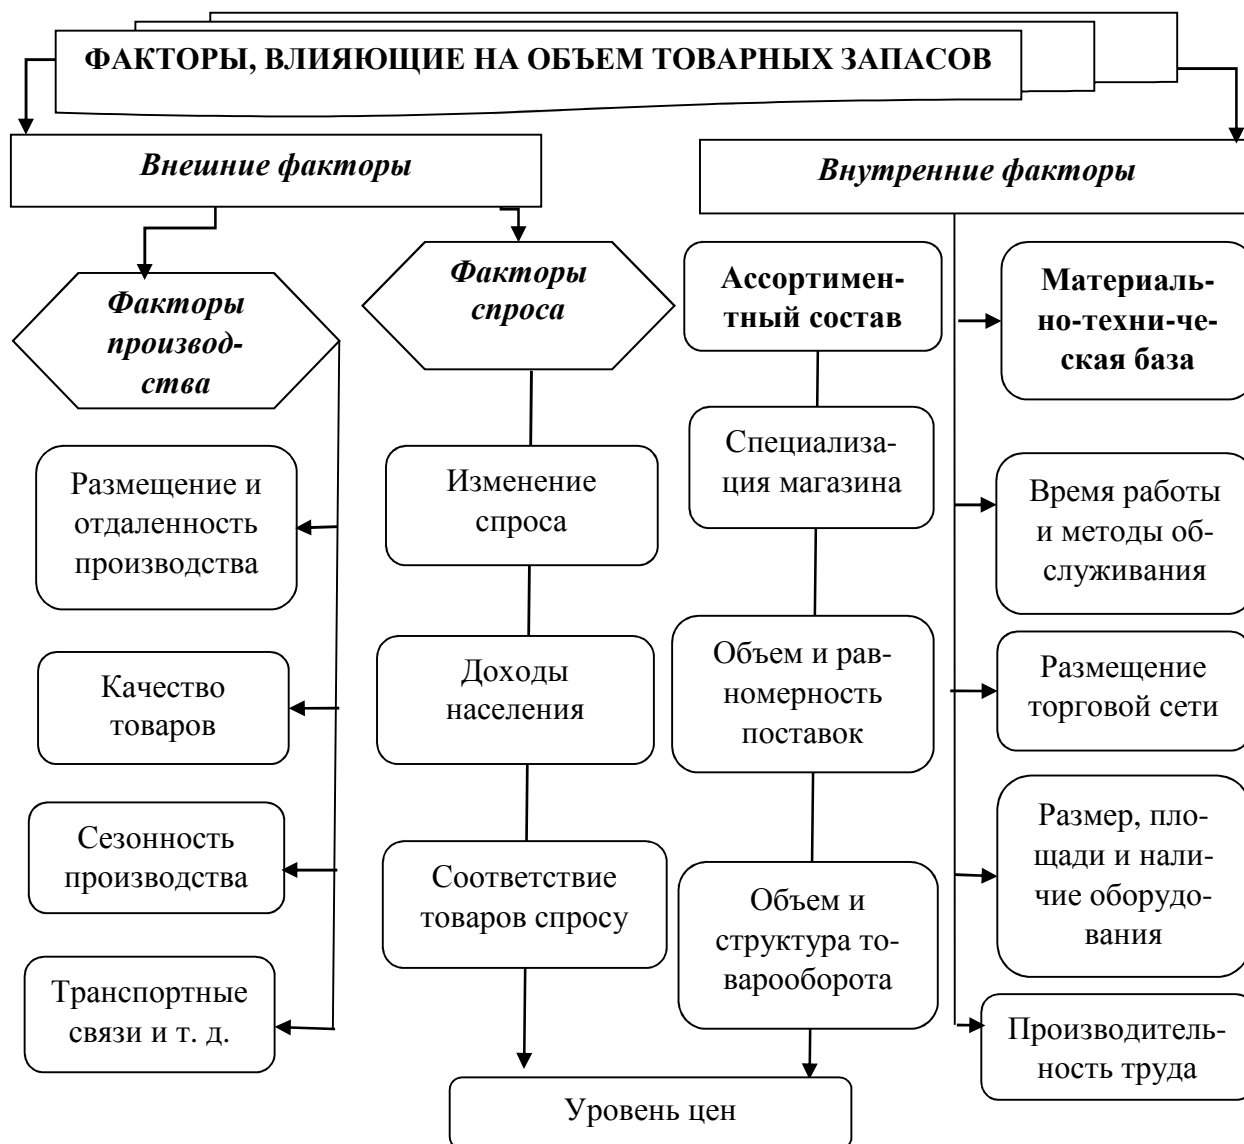 ФАКТОРЫ, ВЛИЯЮЩИЕ НА ОБЪЕМ ТОВАРНЫХ ЗАПАСОВ
Внешние факторы
Факторы
производ-
ства
Размещение и
отдаленность
производства
Качество
товаров
Сезонность
производства
Транспортные
связи и т. д.
Факторы
спроса
Изменение
спроса
Доходы
населения
Соответствие
товаров спросу
Внутренние факторы
Ассортимен-
тный состав
Специализа-
ция магазина
Объем и рав-
номерность
поставок
Объем и
структура то-
варооборота
Уровень цен
Материаль-
но-техни-че-
ская база
Время работы
и методы об-
служивания
Размещение
торговой сети
Размер, пло-
щади и нали-
чие оборудо-
вания
Производитель-
ность труда